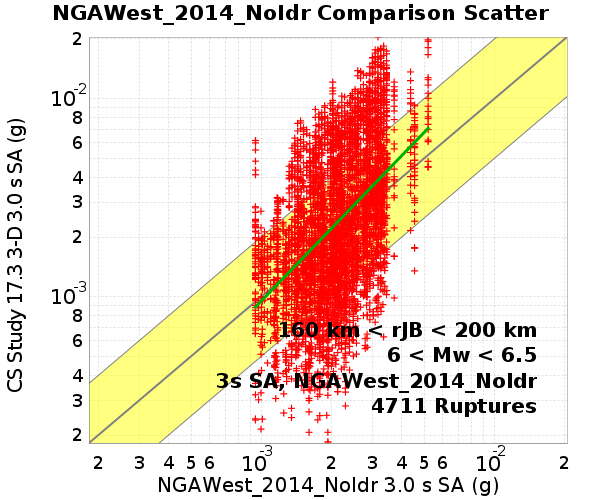 NGAWest_2014_NoIdr Comparison Scatter
CS Study 17.3 3-D 3.0 s SA (g)
2
10-2
8
6
4
3
2
10-3
8
6
4
3
2
160 km < rJB < 200 km
6 < Mw < 6.5
3s SA, NGAWest_2014_NoIdr
4711 Ruptures
2 3 4 5 6 10-3 2 3 4 5 6 10-2 2
NGAWest_2014_NoIdr 3.0 s SA (g)